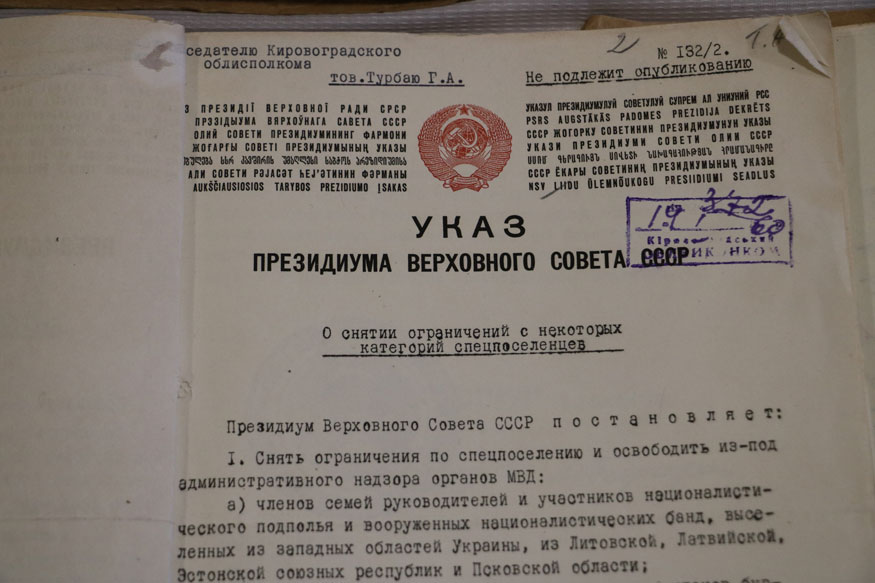 седателю Кировоградского
облисполкома
тов.Турбаю Г.А.
2
№ 132/2.
Не подлежит опубликованию
З ПРЕЗИДІЇ ВЕРХОВНОЇ РАДИ СРСР
ПРЭЗІДЫУМА ВЯРХОЎНАГА САВЕТА СССР
ОЛИЙ СОВЕТИ ПРЕЗИДИУМИНИНГ ФАРМОНИ
ЖОҒАРҒЫ СОВЕТІ ПРЕЗИДИУМЫНЫҢ УКАЗЫ
АЛИ СОВЕТИ РӘЈАСӘТ ҺЕЈ'ӘТИНИН ФӘРМАНЫ
AUKŠČIAUSIOSIOS TARYBOS PREZIDIUMO ĮSAKAS
УКАЗУЛ ПРЕЗИДИУМУЛУЙ СОВЕТУЛУЙ СУПРЕМ АЛ УНИУНИЙ РСС
PSRS AUGSTĀKĀS PADOMES PREZIDIJA DEKRĒTS
СССР ЖОГОРКУ СОВЕТИНИН ПРЕЗИДИУМУНУН УКАЗЫ
УКАЗИ ПРЕЗИДИУМИ СОВЕТИ ОЛИИ СССР
СССР ЁКАРЫ СОВЕТИНИҢ ПРЕЗИДИУМЫНЫҢ УКАЗЫ
NSV LIIDU ÜLEMNÕUKOGU PRESIIDIUMI SEADLUS
УКАЗ
ПРЕЗИДИУМА ВЕРХОВНОГО СОВЕТА СССР
О снятии ограничений с некоторых
категорий спецпоселенцев
Президиум Верховного Совета СССР п о с т а н о в л я е т:
I. Снять ограничения по спецпоселению и освободить из-под
административного надзора органов МВД:
а) членов семей руководителей и участников националисти-
ческого подполья и вооруженных националистических банд, высе-
ленных из западных областей Украины, из Литовской, Латвийской,
Эстонской союзных республик и Псковской области;